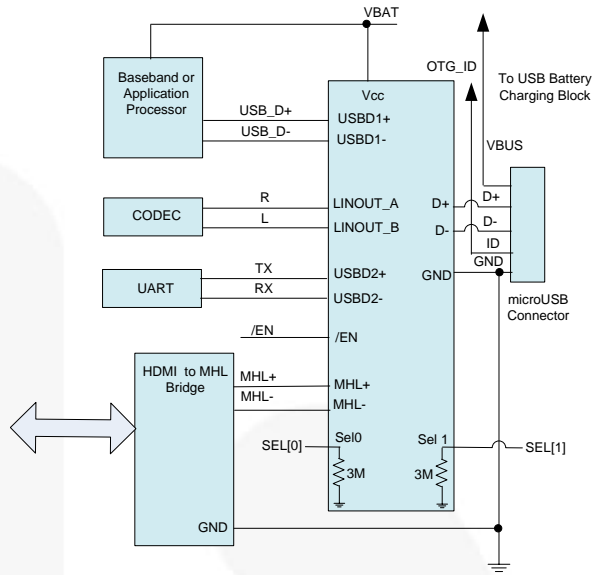 VBAT
OTG_ID
To USB Battery
Charging Block
Baseband or
Application
Processor
Vcc
USB_D+
USBD1+
USB_D-
USBD1-
VBUS
CODEC
R
LINOUT_A
L
LINOUT_B
D+
D+
D-
D-
ID
GND
GND
microUSB
Connector
UART
TX
USBD2+
RX
USBD2-
/EN
/EN
HDMI to MHL
Bridge
MHL+
MHL+
MHL-
MHL-
SEL[0]
Sel0
Sel 1
SEL[1]
3M
3M
GND